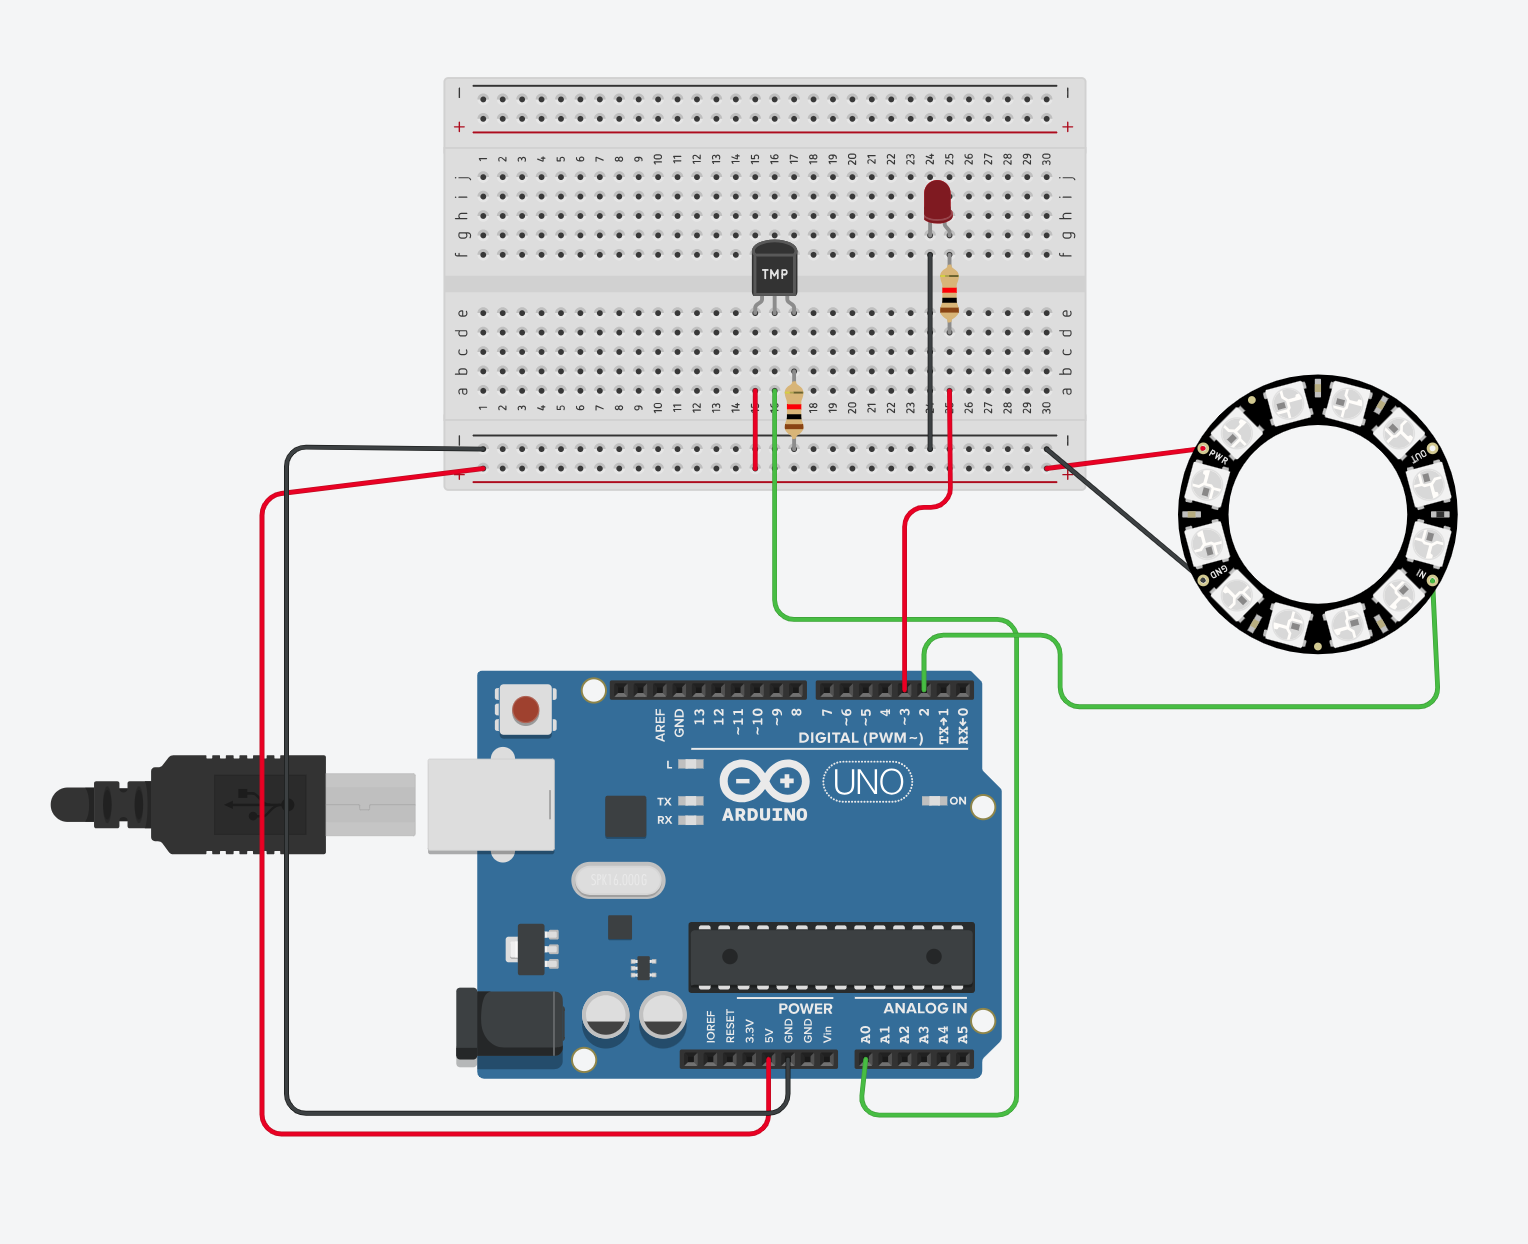 − −
+ +
1 2 3 4 5 6 7 8 9 10 11 12 13 14 15 16 17 18 19 20 21 22 23 24 25 26 27 28 29 30
j j
i i
h h
g g
f f
TMP
e e
d d
c c
b b
a a
1 2 3 4 5 6 7 8 9 10 11 12 13 14 15 16 18 19 20 21 22 23 24 25 26 27 28 29 30
− −
+ +
PWR
OUT
GND
IN
AREF GND 13 12 ~11 ~10 ~9 8 7 ~6 ~5 4 ~3 2 TX→1 RX←0
DIGITAL (PWM~)
L
TX
RX
UNO
ON
ARDUINO
SPK16.000G
POWER
ANALOG IN
IOREF RESET 3.3V 5V GND GND Vin A0 A1 A2 A3 A4 A5